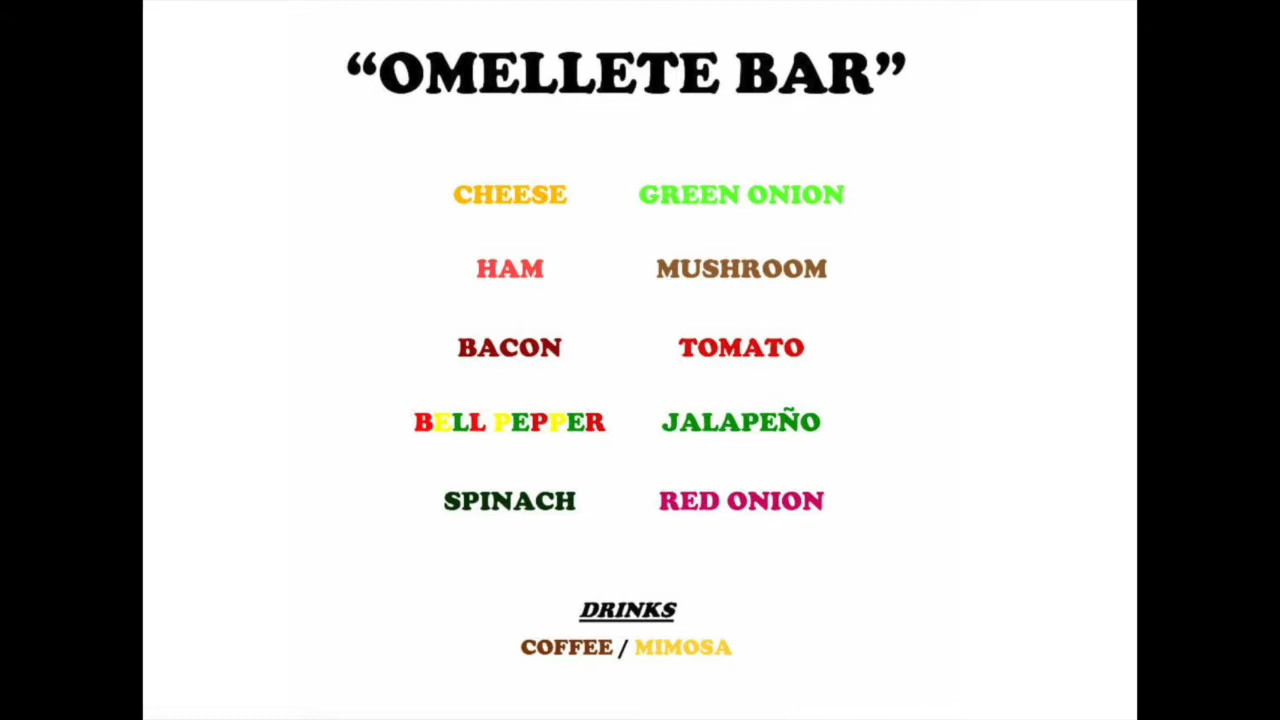 “OMELLETE BAR”
CHEESE GREEN ONION
HAM MUSHROOM
BACON TOMATO
BELL PEPPER JALAPEÑO
SPINACH RED ONION
DRINKS
COFFEE / MIMOSA